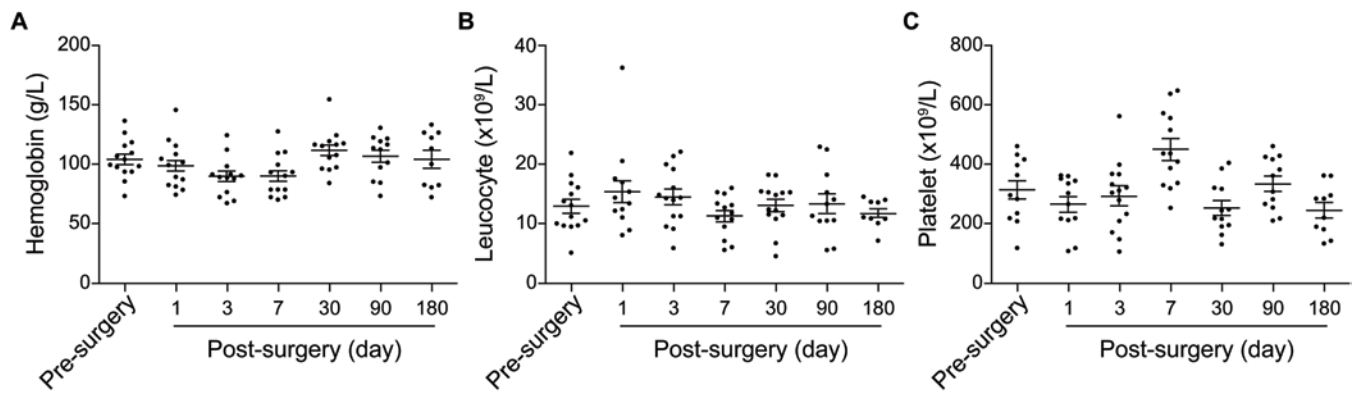 A
Hemoglobin (g/L)
200
150
100
50
0
Pre-surgery
1 3 7 30 90 180
Post-surgery (day)
B
Leucocyte (x10⁹/L)
40
30
20
10
0
Pre-surgery
1 3 7 30 90 180
Post-surgery (day)
C
Platelet (x10⁹/L)
800
600
400
200
0
Pre-surgery
1 3 7 30 90 180
Post-surgery (day)